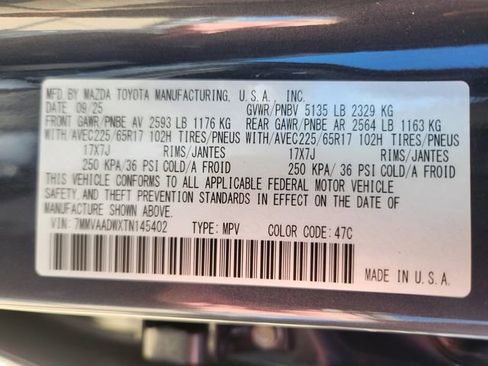 MFD BY MAZDA TOYOTA MANUFACTURING, U.S.A., INC.
DATE 09/25 GVWR/PNBV 5135 LB 2329 KG
FRONT GAWR/PNBE AV 2593 LB 1176 KG REAR GAWR/PNBE AR 2564 LB 1163 KG
WITH/AVEC225/65R17 102H TIRES/PNEUS WITH/AVEC225/65R17 102H TIRES/PNEUS
17X7J RIMS/JANTES 17X7J RIMS/JANTES
250 KPA/36 PSI COLD/A FROID 250 KPA/ 36 PSI COLD/A FROID
THIS VEHICLE CONFORMS TO ALL APPLICABLE FEDERAL MOTOR VEHICLE
SAFETY AND THEFT PREVENTION STANDARDS IN EFFECT ON THE DATE OF
MANUFACTURE SHOWN ABOVE.
VIN: 7MMVAADWXTN145402 TYPE: MPV COLOR CODE: 47C
MADE IN U.S.A.